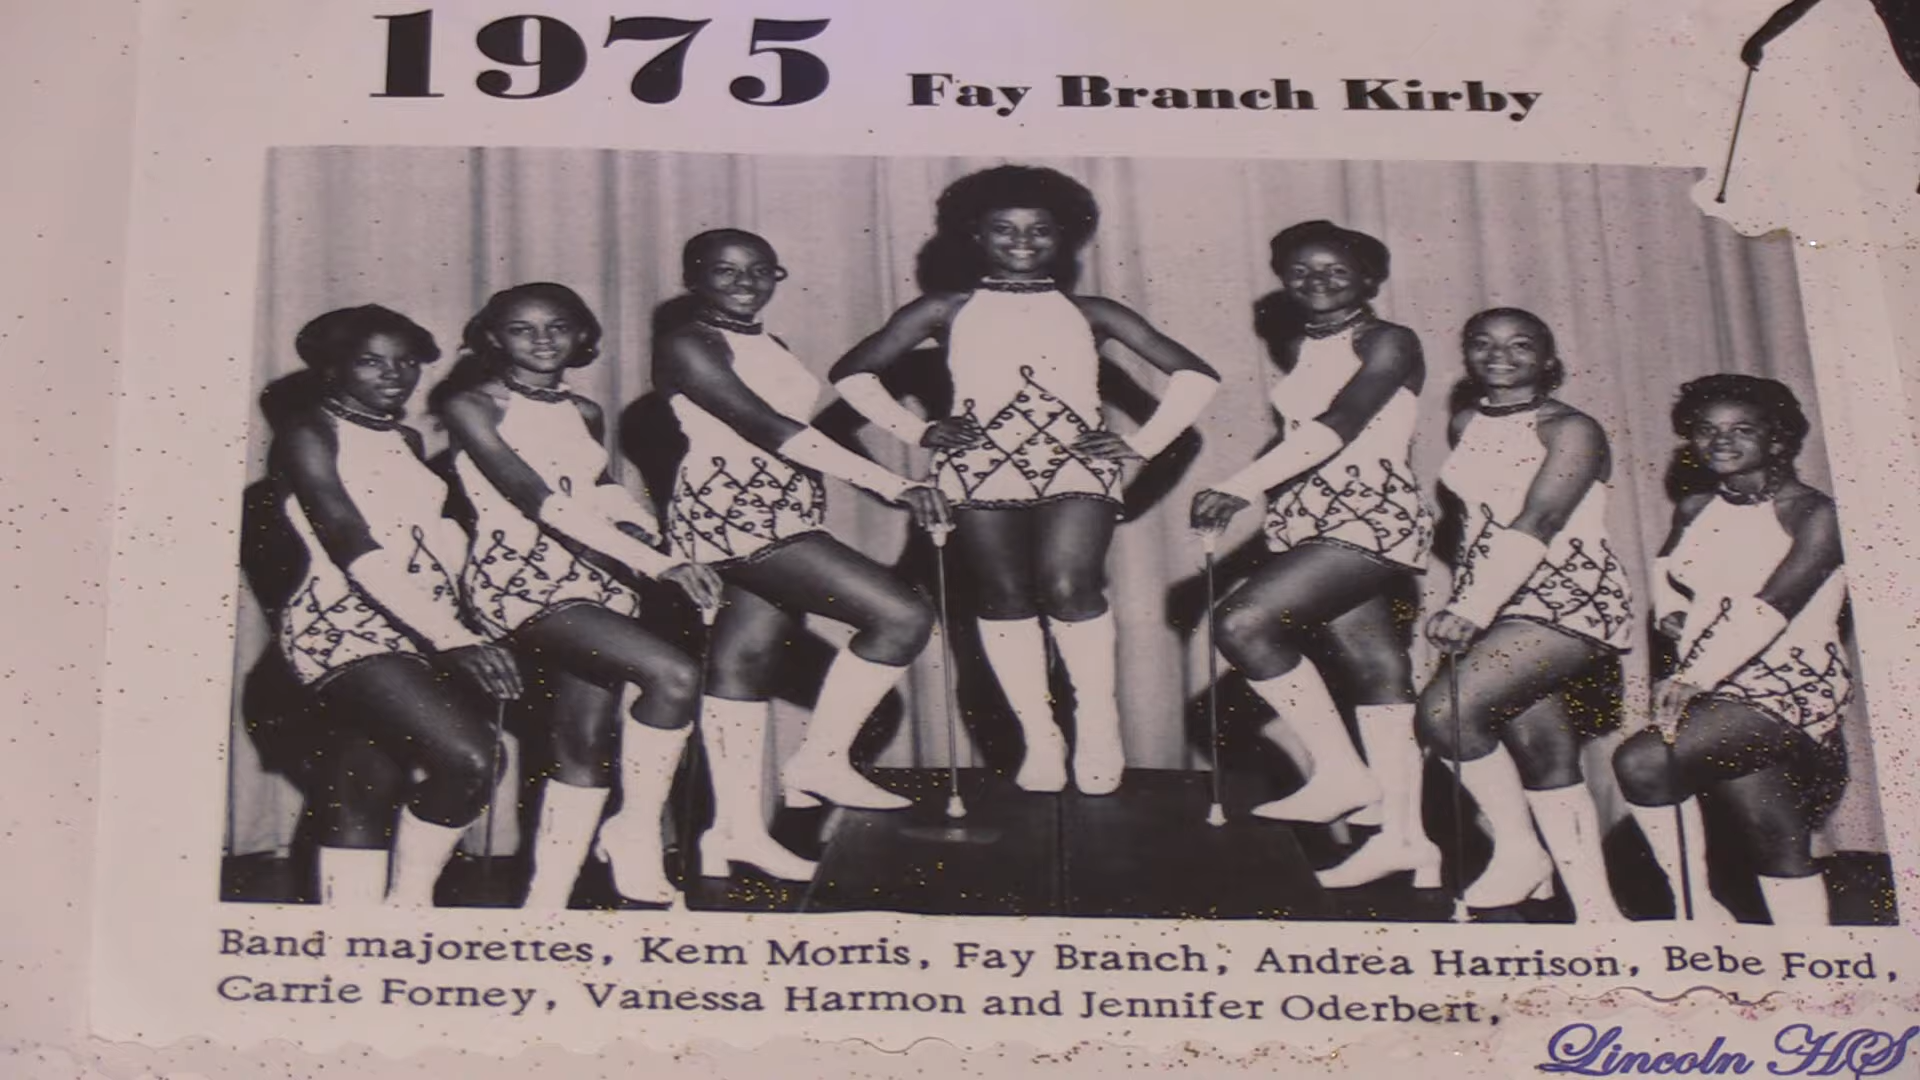 1975 Fay Branch Kirby
Band majorettes, Kem Morris, Fay Branch, Andrea Harrison, Bebe Ford,
Carrie Forney, Vanessa Harmon and Jennifer Oderbert,
Lincoln HS